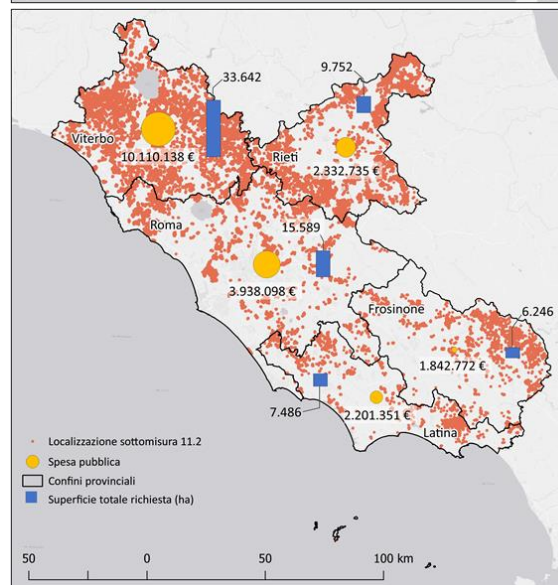 33.642
9.752
Viterbo
10.110.138 €
Rieti
2.332.735 €
Roma
15.589
3.938.098 €
Frosinone
6.246
1.842.772 €
7.486
2.201.351 €
Latina
Localizzazione sottomisura 11.2
Spesa pubblica
Confini provinciali
Superficie totale richiesta (ha)
50 0 50 100 km